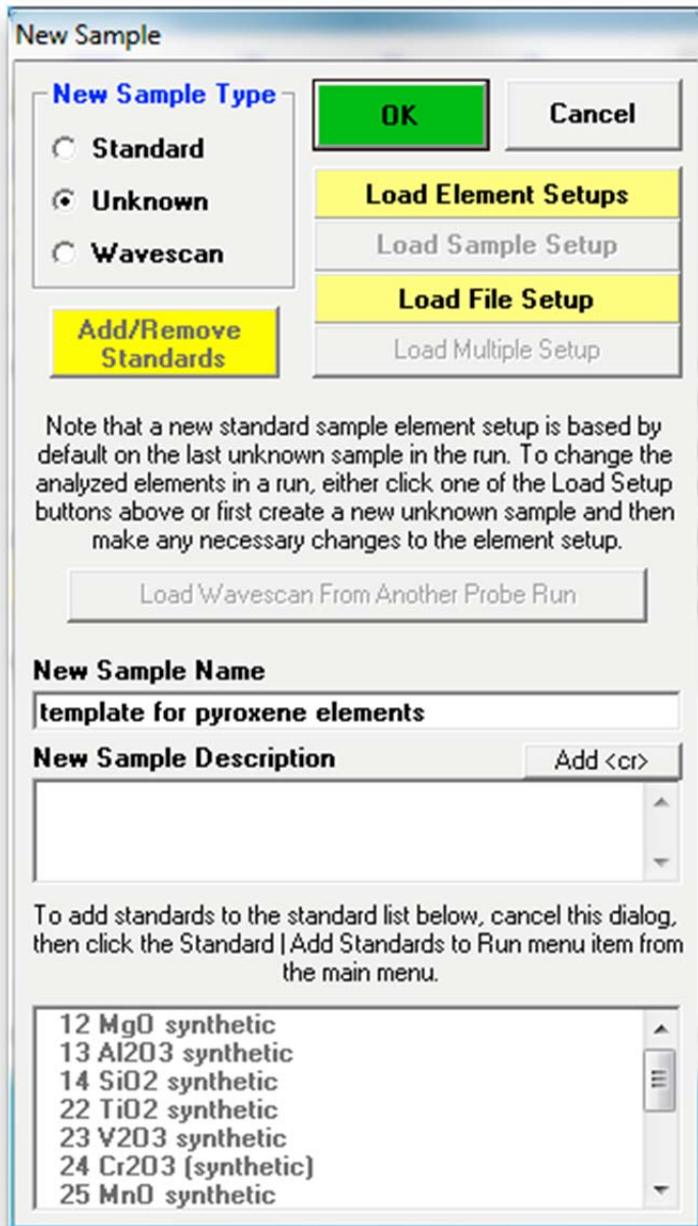 New Sample
New Sample Type
Standard
Unknown
Wavescan
OK
Cancel
Load Element Setups
Load Sample Setup
Load File Setup
Load Multiple Setup
Add/Remove
Standards
Note that a new standard sample element setup is based by
default on the last unknown sample in the run. To change the
analyzed elements in a run, either click one of the Load Setup
buttons above or first create a new unknown sample and then
make any necessary changes to the element setup.
Load Wavescan From Another Probe Run
New Sample Name
template for pyroxene elements
New Sample Description
Add <cr>
To add standards to the standard list below, cancel this dialog,
then click the Standard | Add Standards to Run menu item from
the main menu.
12 MgO synthetic
13 Al2O3 synthetic
14 SiO2 synthetic
22 TiO2 synthetic
23 V2O3 synthetic
24 Cr2O3 (synthetic)
25 MnO synthetic